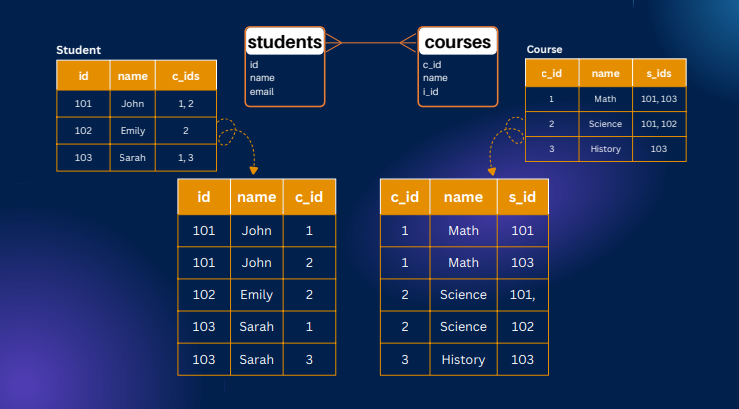 Student
id name c_ids
101 John 1, 2
102 Emily 2
103 Sarah 1, 3
students
id
name
email
courses
c_id
name
i_id
Course
c_id name s_ids
1 Math 101, 103
2 Science 101, 102
3 History 103
id name c_id
101 John 1
101 John 2
102 Emily 2
103 Sarah 1
103 Sarah 3
c_id name s_id
1 Math 101
1 Math 103
2 Science 101,
2 Science 102
3 History 103